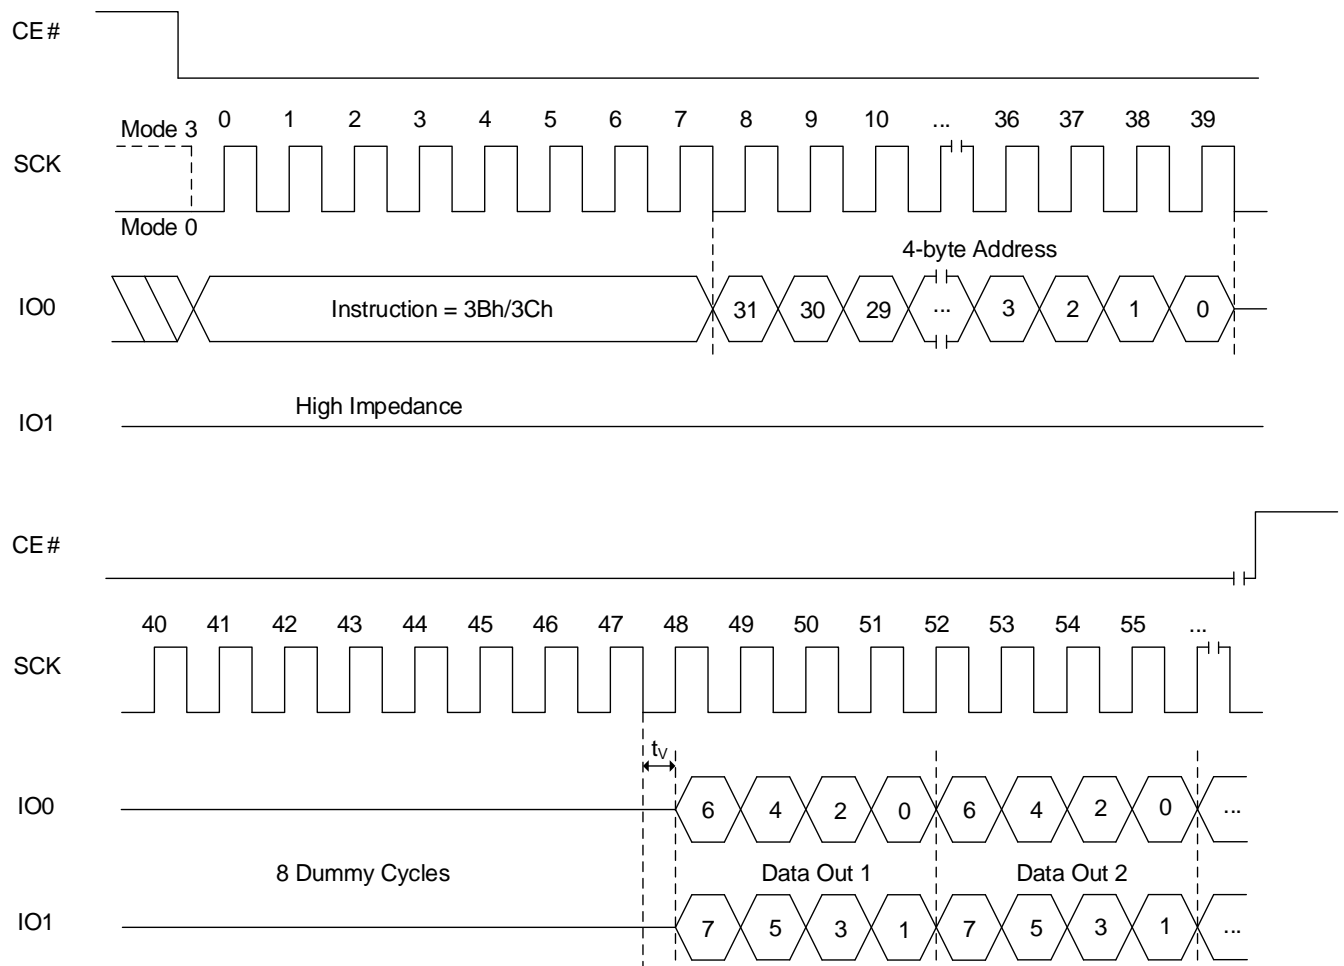 CE#
Mode 3 0 1 2 3 4 5 6 7 8 9 10 ... 36 37 38 39
SCK
Mode 0
4-byte Address
IO0 Instruction = 3Bh/3Ch 31 30 29 ... 3 2 1 0
High Impedance
IO1
CE#
40 41 42 43 44 45 46 47 48 49 50 51 52 53 54 55 ...
SCK
tV
IO0 6 4 2 0 6 4 2 0 ...
8 Dummy Cycles Data Out 1 Data Out 2
IO1 7 5 3 1 7 5 3 1 ...